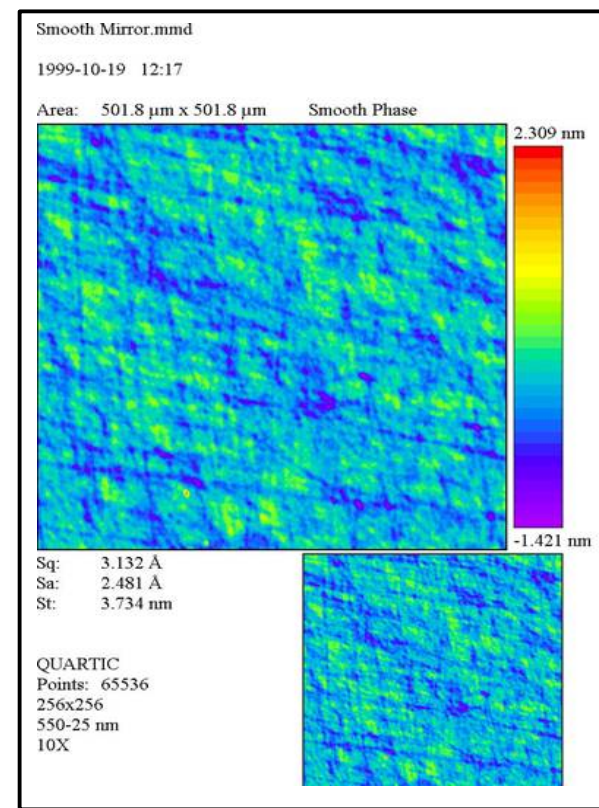 Smooth Mirror.mmd
1999-10-19 12:17
Area: 501.8 µm x 501.8 µm Smooth Phase
2.309 nm
-1.421 nm
Sq: 3.132 Å
Sa: 2.481 Å
St: 3.734 nm
QUARTIC
Points: 65536
256x256
550-25 nm
10X